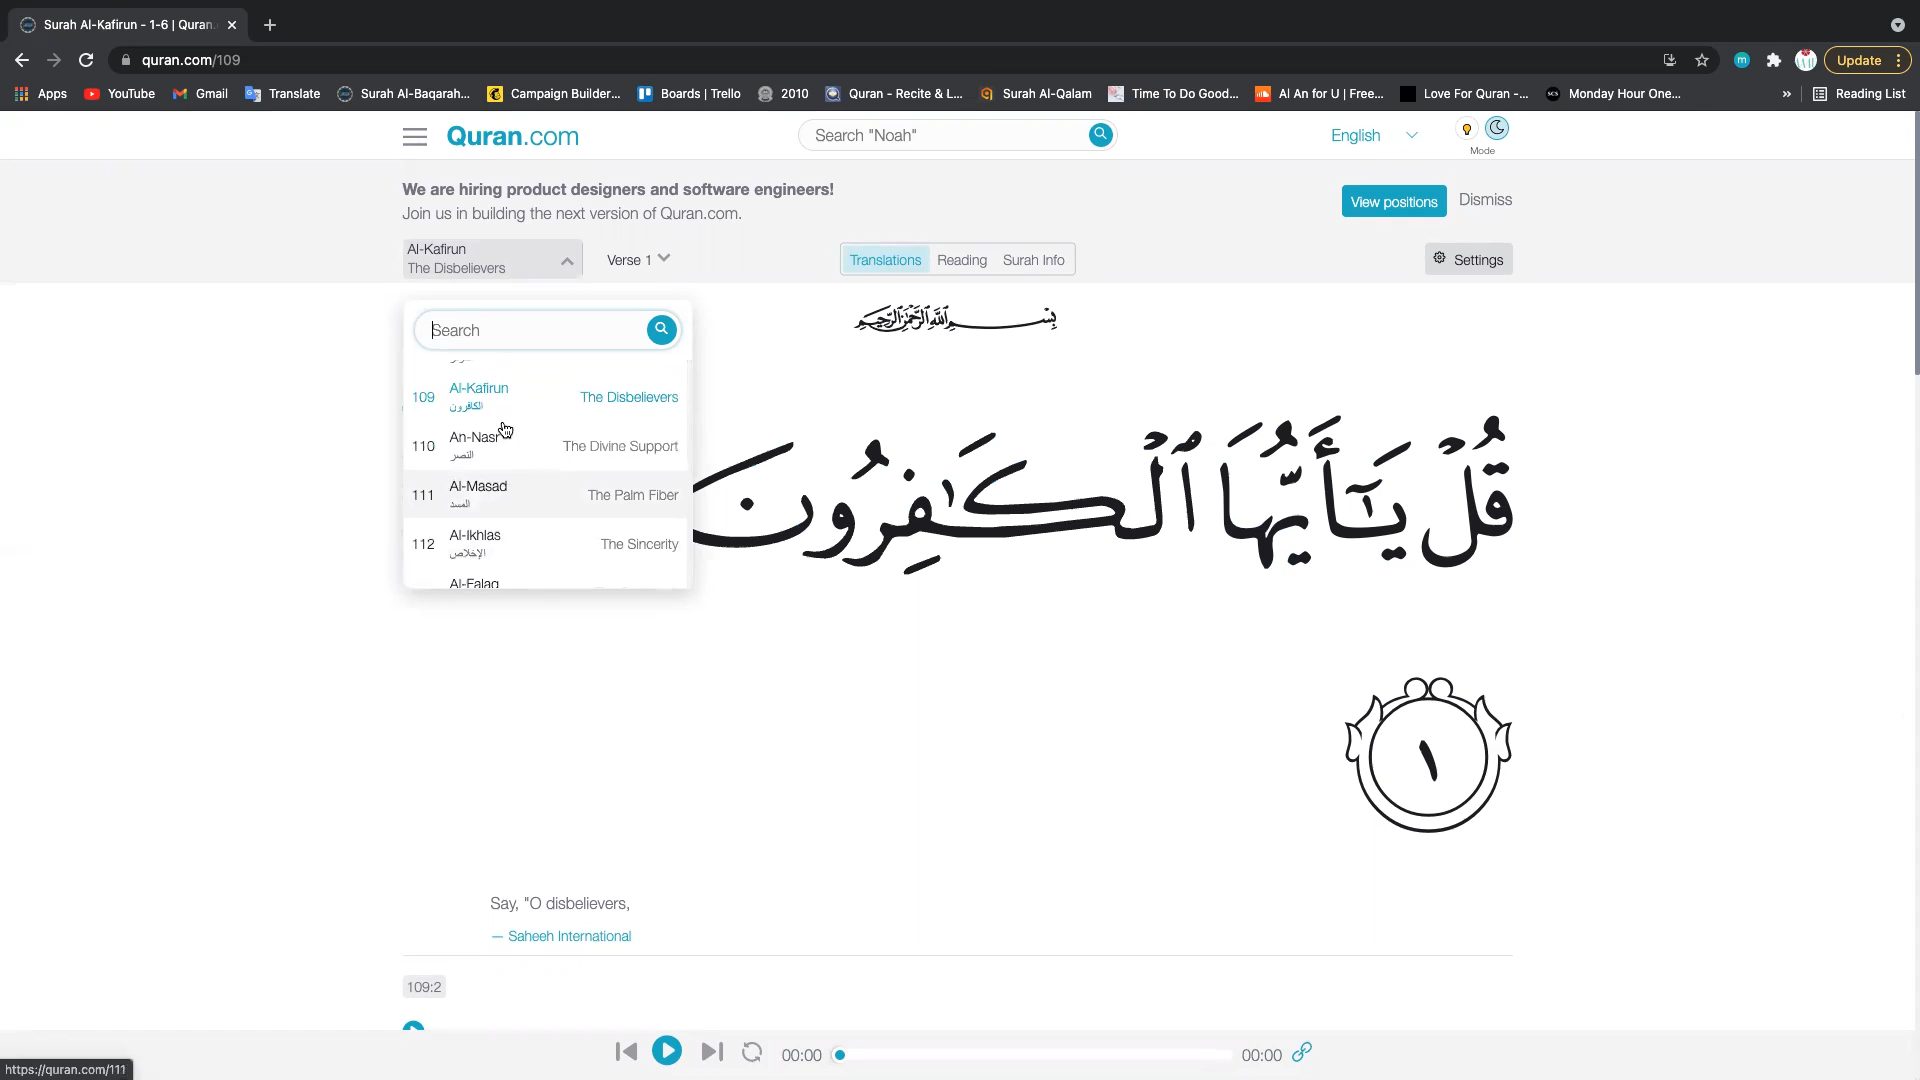 Surah Al-Kafirun - 1-6 | Quran.
quran.com/109
Update
Apps
YouTube
Gmail
Translate
Surah Al-Baqarah...
Campaign Builder...
Boards | Trello
2010
Quran - Recite & L...
Surah Al-Qalam
Time To Do Good...
Al An for U | Free...
Love For Quran -...
Monday Hour One...
»
Reading List
Quran.com
Search "Noah"
English
Mode
We are hiring product designers and software engineers!
Join us in building the next version of Quran.com.
View positions
Dismiss
Al-Kafirun
The Disbelievers
Verse 1
Translations
Reading
Surah Info
Settings
Search
بِسْمِ ٱللَّهِ ٱلرَّحْمَٰنِ ٱلرَّحِيمِ
109 Al-Kafirun The Disbelievers
الكافرون
110 An-Nasr The Divine Support
النصر
111 Al-Masad The Palm Fiber
المسد
112 Al-Ikhlas The Sincerity
الإخلاص
Al-Falaq
قُلْ يَـٰٓأَيُّهَا ٱلْكَـٰفِرُونَ
١
Say, "O disbelievers,
— Saheeh International
109:2
00:00
00:00
https://quran.com/111